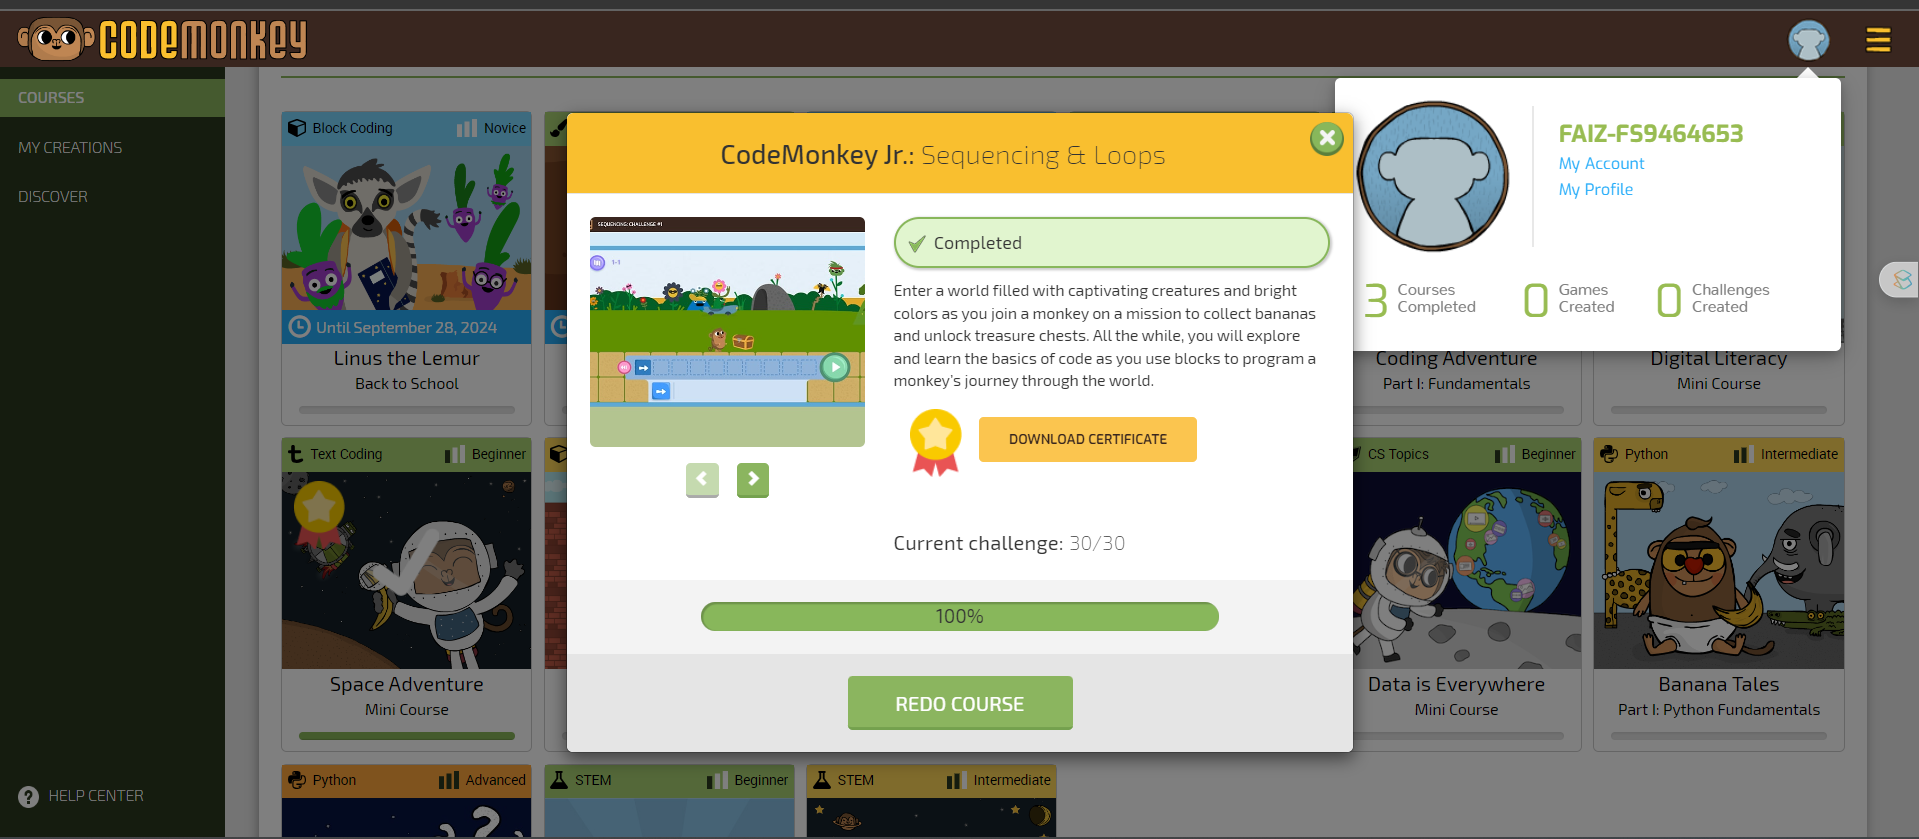 CODEMONKEY
COURSES
MY CREATIONS
DISCOVER
HELP CENTER
FAIZ-FS9464653
My Account
My Profile
3 Courses Completed
0 Games Created
0 Challenges Created
Block Coding Novice
Until September 28, 2024
Linus the Lemur
Back to School
CodeMonkey Jr.: Sequencing & Loops
SEQUENCING: CHALLENGE #1
1-1
Completed
Enter a world filled with captivating creatures and bright
colors as you join a monkey on a mission to collect bananas
and unlock treasure chests. All the while, you will explore
and learn the basics of code as you use blocks to program a
monkey's journey through the world.
DOWNLOAD CERTIFICATE
Current challenge: 30/30
100%
REDO COURSE
Coding Adventure
Part I: Fundamentals
Digital Literacy
Mini Course
Text Coding Beginner
Space Adventure
Mini Course
CS Topics Beginner
Data is Everywhere
Mini Course
Python Intermediate
Banana Tales
Part I: Python Fundamentals
Python Advanced
?
STEM Beginner
STEM Intermediate